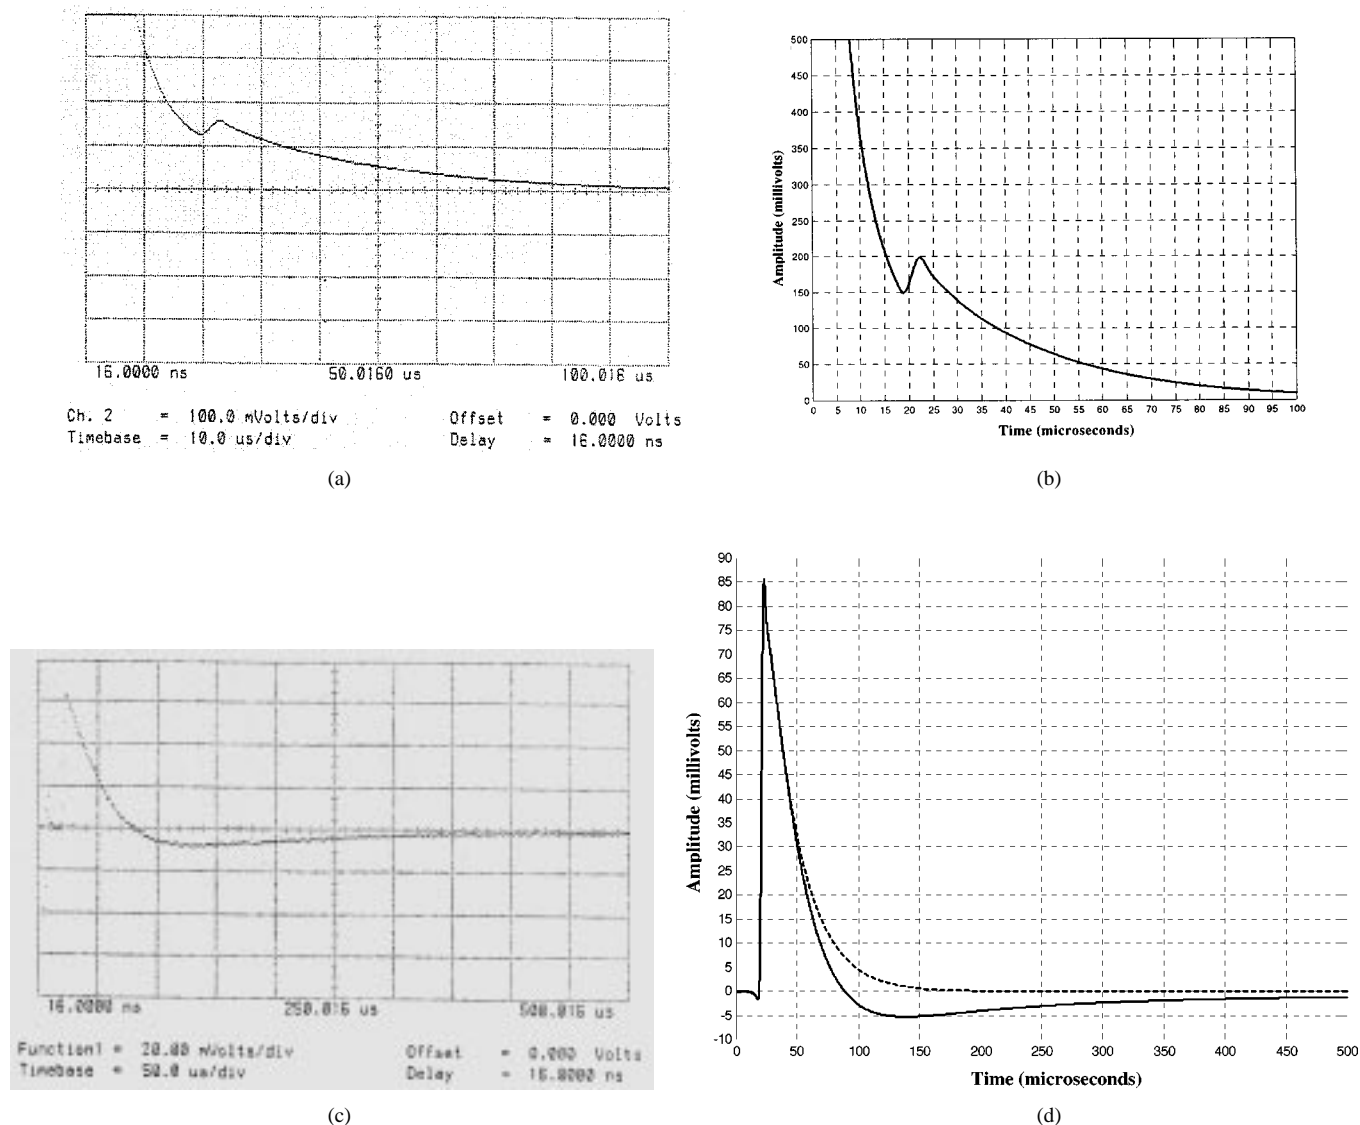 16.0000 ns 50.0160 us 100.016 us
Ch. 2 = 100.0 mVolts/div Offset = 0.000 Volts
Timebase = 10.0 us/div Delay = 16.0000 ns
(a)
500
450
400
350
300
250
200
150
100
50
0
Amplitude (millivolts)
0 5 10 15 20 25 30 35 40 45 50 55 60 65 70 75 80 85 90 95 100
Time (microseconds)
(b)
16.0000 ns 250.016 us 500.016 us
Function1 = 20.00 mVolts/div Offset = 0.000 Volts
Timebase = 50.0 us/div Delay = 16.0000 ns
(c)
90
85
80
75
70
65
60
55
50
45
40
35
30
25
20
15
10
5
0
-5
-10
Amplitude (millivolts)
0 50 100 150 200 250 300 350 400 450 500
Time (microseconds)
(d)